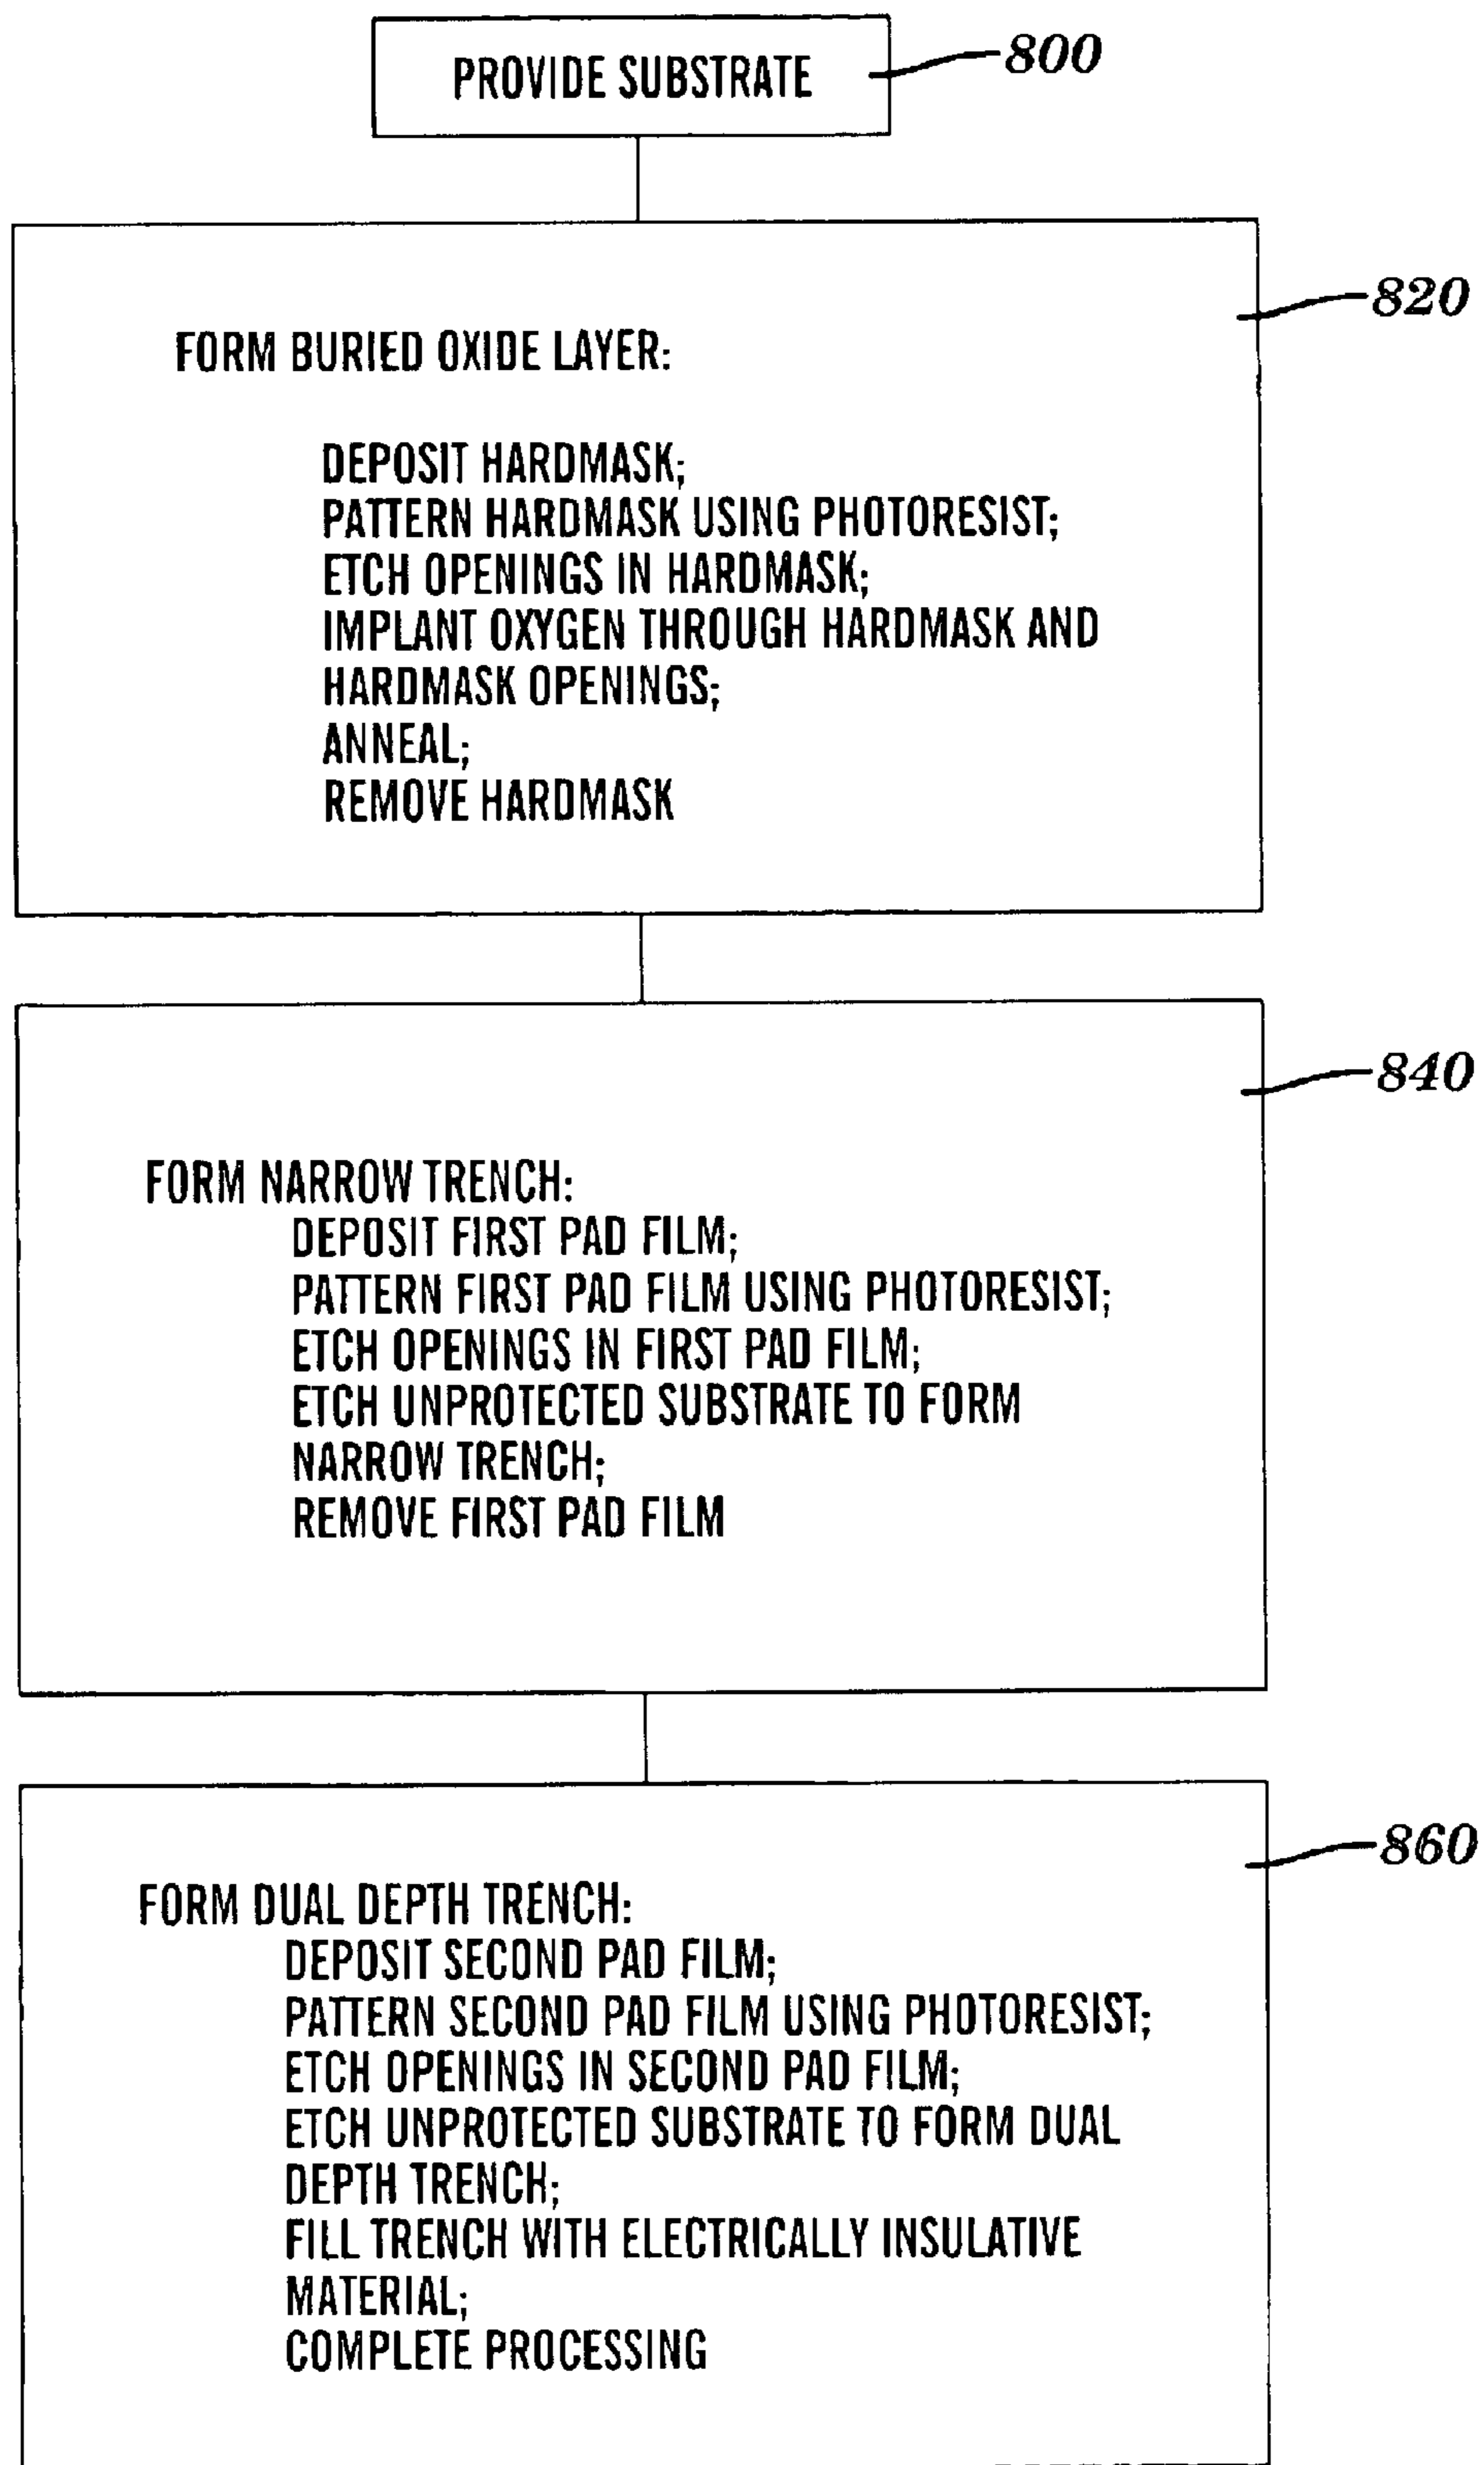 PROVIDE SUBSTRATE
800
820
FORM BURIED OXIDE LAYER:
DEPOSIT HARDMASK;
PATTERN HARDMASK USING PHOTORESIST;
ETCH OPENINGS IN HARDMASK;
IMPLANT OXYGEN THROUGH HARDMASK AND
HARDMASK OPENINGS;
ANNEAL;
REMOVE HARDMASK
840
FORM NARROW TRENCH:
DEPOSIT FIRST PAD FILM;
PATTERN FIRST PAD FILM USING PHOTORESIST;
ETCH OPENINGS IN FIRST PAD FILM;
ETCH UNPROTECTED SUBSTRATE TO FORM
NARROW TRENCH;
REMOVE FIRST PAD FILM
860
FORM DUAL DEPTH TRENCH:
DEPOSIT SECOND PAD FILM;
PATTERN SECOND PAD FILM USING PHOTORESIST;
ETCH OPENINGS IN SECOND PAD FILM;
ETCH UNPROTECTED SUBSTRATE TO FORM DUAL
DEPTH TRENCH;
FILL TRENCH WITH ELECTRICALLY INSULATIVE
MATERIAL;
COMPLETE PROCESSING